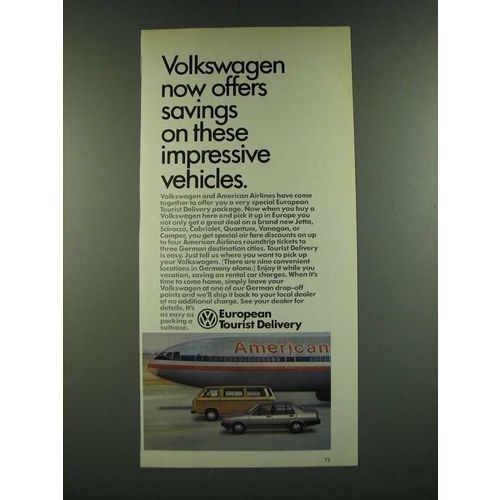 Volkswagen
now offers
savings
on these
impressive
vehicles.
Volkswagen and American Airlines have come
together to offer you a very special European
Tourist Delivery package. Now when you buy a
Volkswagen here and pick it up in Europe you
not only get a great deal on a brand new Jetta,
Scirocco, Cabriolet, Quantum, Vanagon, or
Camper, you get special air fare discounts on up
to four American Airlines roundtrip tickets to
three German destination cities. Tourist Delivery
is easy. Just tell us where you want to pick up
your Volkswagen. (There are nine convenient
locations in Germany alone.) Enjoy it while you
vacation, saving on rental car charges. When it's
time to come home, simply leave your
Volkswagen at one of our German drop-off
points and we'll ship it back to your local dealer
at no additional charge. See your dealer for
details. It's
as easy as
packing a
suitcase.
European
Tourist Delivery
American
73